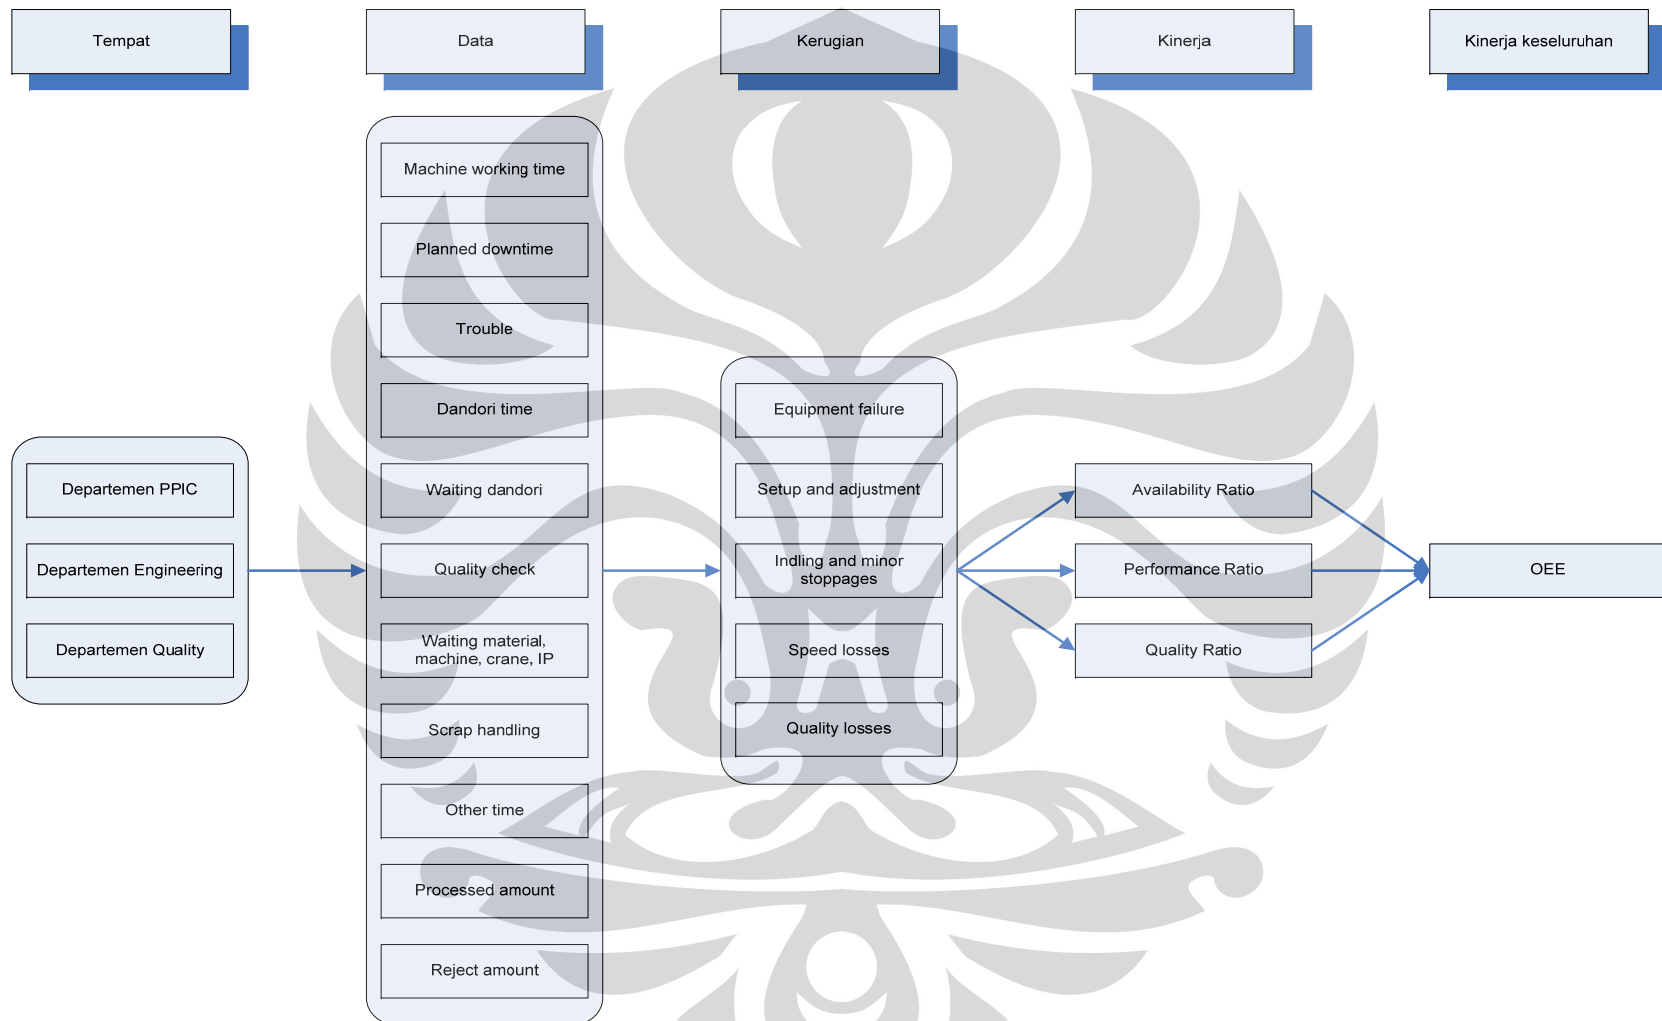 Tempat
Data
Kerugian
Kinerja
Kinerja keseluruhan
Departemen PPIC
Departemen Engineering
Departemen Quality
Machine working time
Planned downtime
Trouble
Dandori time
Waiting dandori
Quality check
Waiting material,
machine, crane, IP
Scrap handling
Other time
Processed amount
Reject amount
Equipment failure
Setup and adjustment
Indling and minor
stoppages
Speed losses
Quality losses
Availability Ratio
Performance Ratio
Quality Ratio
OEE